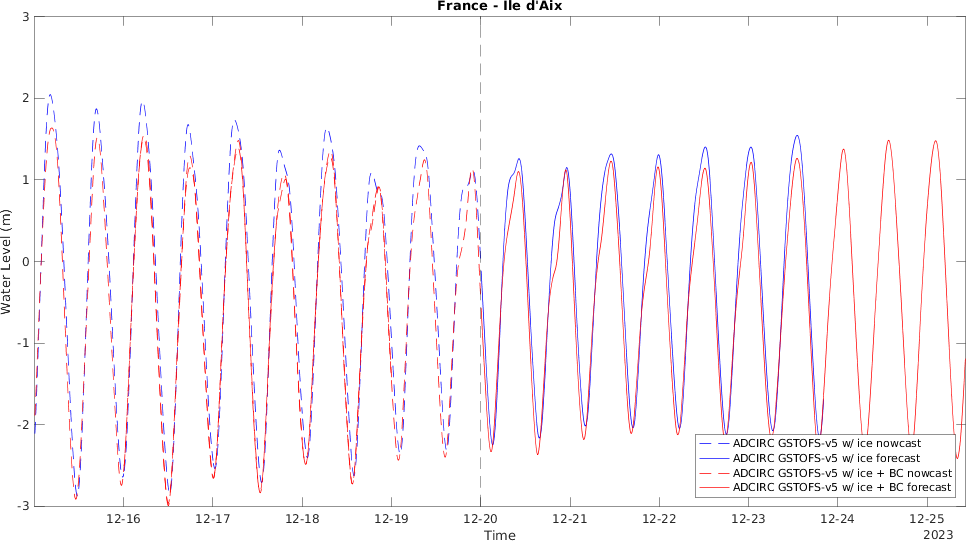 France - Ile d'Aix
Water Level (m)
3
2
1
0
-1
-2
-3
12-16
12-17
12-18
12-19
12-20
12-21
12-22
12-23
12-24
12-25
2023
Time
ADCIRC GSTOFS-v5 w/ ice nowcast
ADCIRC GSTOFS-v5 w/ ice forecast
ADCIRC GSTOFS-v5 w/ ice + BC nowcast
ADCIRC GSTOFS-v5 w/ ice + BC forecast